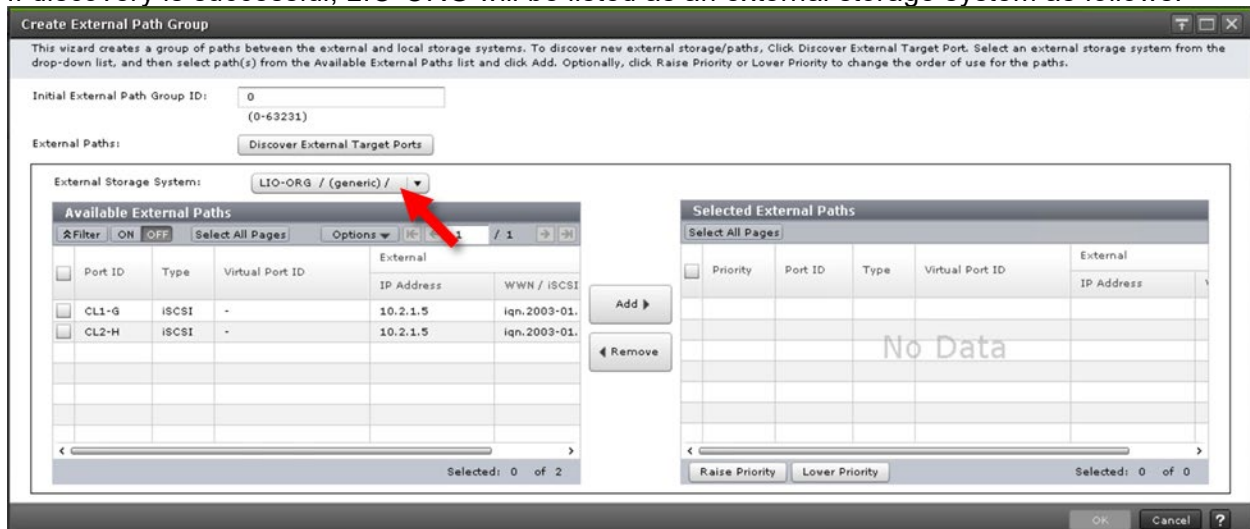 If discovery is successful, LIO-ORG will be listed as an external storage system as follows:
Create External Path Group
This wizard creates a group of paths between the external and local storage systems. To discover new external storage/paths, Click Discover External Target Port. Select an external storage system from the
drop-down list, and then select path(s) from the Available External Paths list and click Add. Optionally, click Raise Priority or Lower Priority to change the order of use for the paths.
Initial External Path Group ID: 0
(0-63231)
External Paths: Discover External Target Ports
External Storage System: LIO-ORG / (generic) /
Available External Paths
Filter ON OFF Select All Pages Options 1 / 1
Port ID Type Virtual Port ID External
IP Address WWN / iSCSI
CL1-G iSCSI - 10.2.1.5 iqn.2003-01.
CL2-H iSCSI - 10.2.1.5 iqn.2003-01.
Selected: 0 of 2
Add
Remove
Selected External Paths
Select All Pages
Priority Port ID Type Virtual Port ID External
IP Address
No Data
Raise Priority Lower Priority Selected: 0 of 0
OK Cancel ?